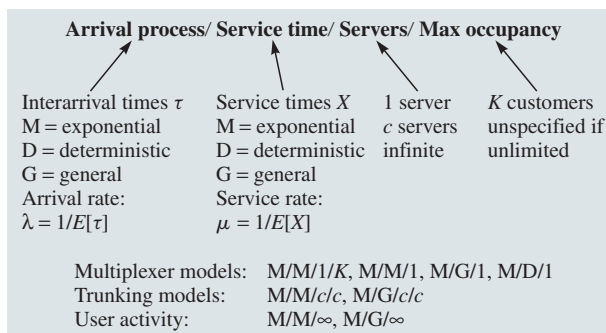 Arrival process/ Service time/ Servers/ Max occupancy
Interarrival times τ
M = exponential
D = deterministic
G = general
Arrival rate:
λ = 1/E[τ]
Service times X
M = exponential
D = deterministic
G = general
Service rate:
μ = 1/E[X]
1 server
c servers
infinite
K customers
unspecified if
unlimited
Multiplexer models: M/M/1/K, M/M/1, M/G/1, M/D/1
Trunking models: M/M/c/c, M/G/c/c
User activity: M/M/∞, M/G/∞